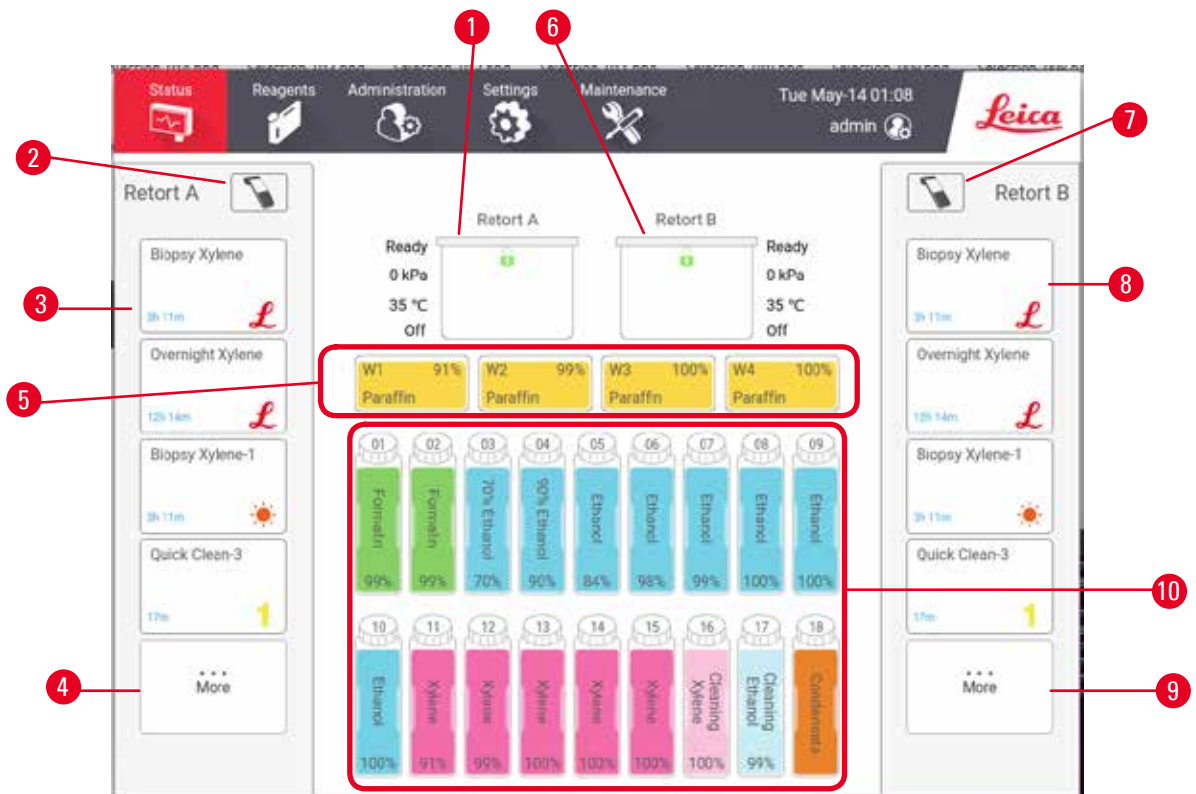 1
6
Status
Reagents
Administration
Settings
Maintenance
Tue May-14 01:08
admin
Leica
7
2
Retort A
Retort B
Retort A
Retort B
Biopsy Xylene
3h 11m
L
3
Overnight Xylene
12h 14m
L
Biopsy Xylene-1
3h 11m
Quick Clean-3
17m
1
...
More
4
Ready
0 kPa
35 °C
Off
Ready
0 kPa
35 °C
Off
5
W1 91%
Paraffin
W2 99%
Paraffin
W3 100%
Paraffin
W4 100%
Paraffin
01 02 03 04 05 06 07 08 09
Formalin
Formalin
70% Ethanol
90% Ethanol
Ethanol
Ethanol
Ethanol
Ethanol
Ethanol
99% 99% 70% 90% 84% 98% 99% 100% 100%
10 11 12 13 14 15 16 17 18
Ethanol
Xylene
Xylene
Xylene
Xylene
Xylene
Cleaning
Xylene
Cleaning
Ethanol
Condensate
100% 91% 99% 100% 100% 100% 100% 99%
10
Biopsy Xylene
3h 11m
L
8
Overnight Xylene
12h 14m
L
Biopsy Xylene-1
3h 11m
Quick Clean-3
17m
1
...
More
9